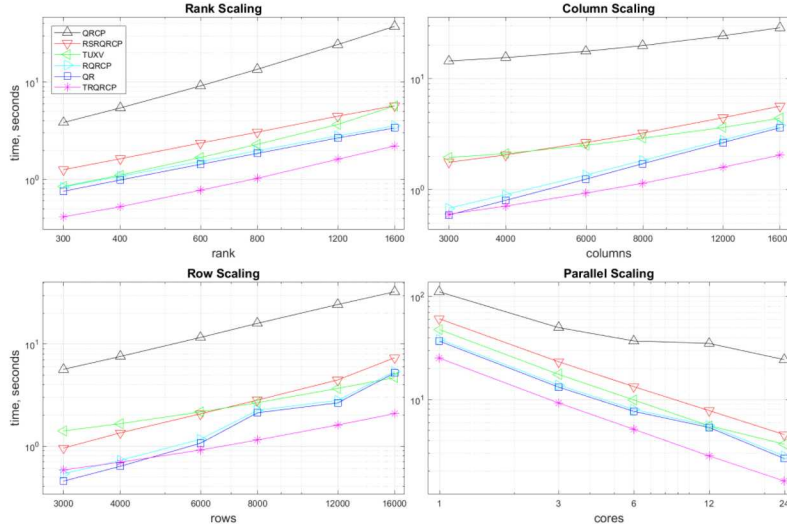 Rank Scaling
QRCP
RSRQRCP
TUXV
RQRCP
QR
TRQRCP
10^1
10^0
time, seconds
300 400 600 800 1200 1600
rank
Column Scaling
10^1
10^0
3000 4000 6000 8000 12000 1600
columns
Row Scaling
10^1
10^0
time, seconds
3000 4000 6000 8000 12000 16000
rows
Parallel Scaling
10^2
10^1
1 3 6 12 24
cores